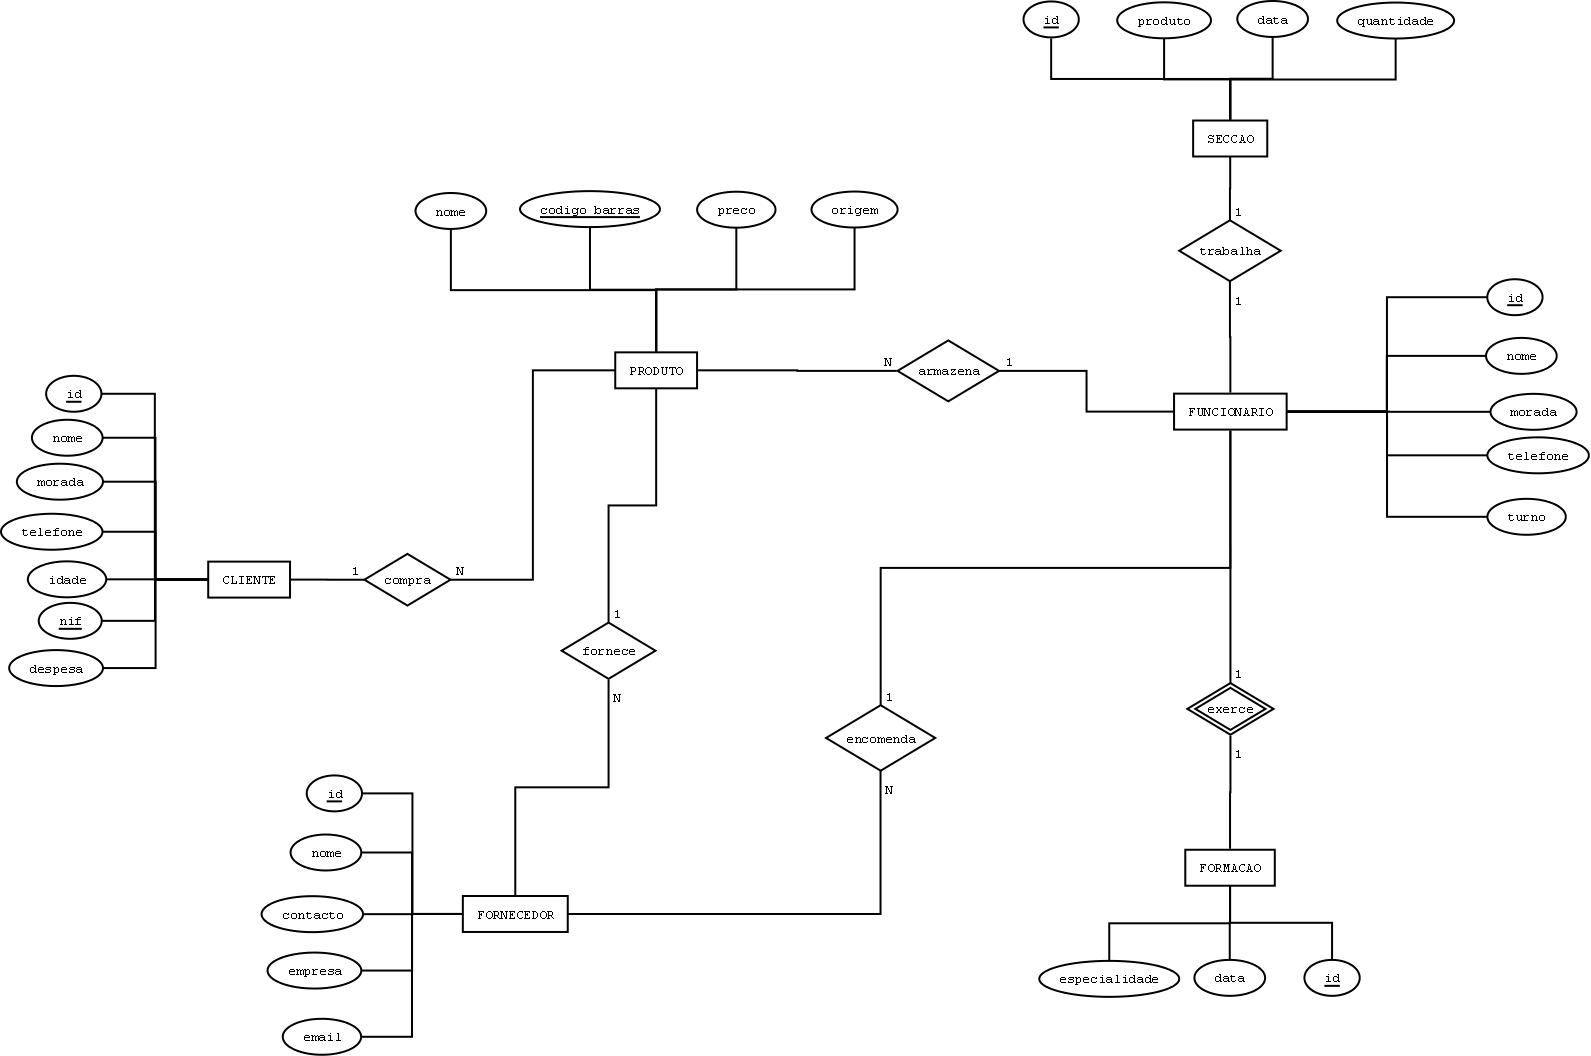 id
produto
data
quantidade
SECCAO
1
trabalha
1
nome
codigo barras
preco
origem
PRODUTO
N
armazena
1
FUNCIONARIO
id
nome
morada
telefone
turno
id
nome
morada
telefone
idade
nif
despesa
CLIENTE
1
compra
N
1
fornece
N
1
encomenda
N
1
exerce
1
id
nome
contacto
empresa
email
FORNECEDOR
FORMACAO
especialidade
data
id